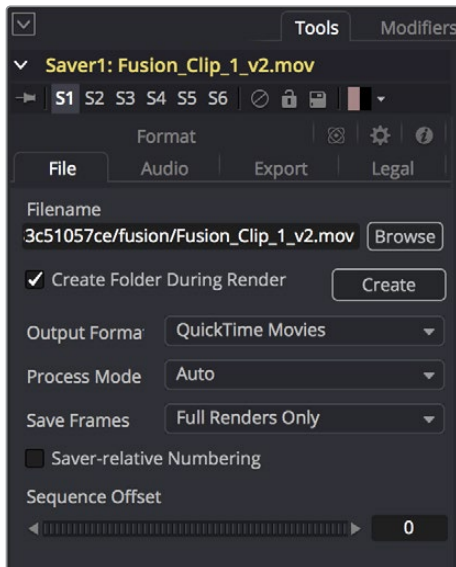 Tools Modifiers
Saver1: Fusion_Clip_1_v2.mov
S1 S2 S3 S4 S5 S6
Format
File Audio Export Legal
Filename
3c51057ce/fusion/Fusion_Clip_1_v2.mov Browse
Create Folder During Render Create
Output Forma QuickTime Movies
Process Mode Auto
Save Frames Full Renders Only
Saver-relative Numbering
Sequence Offset
0